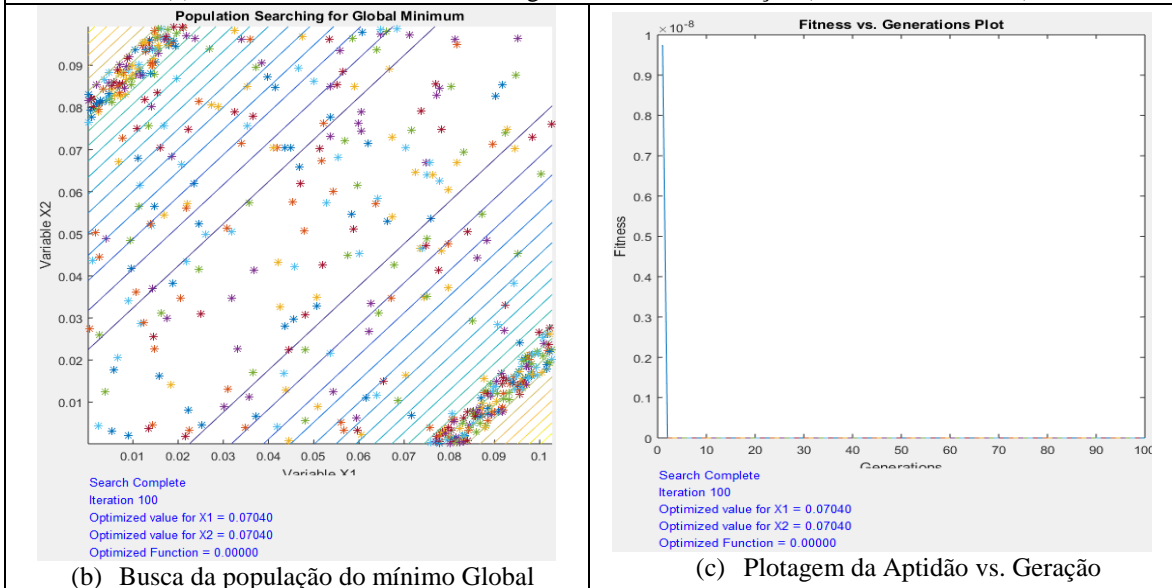 Population Searching for Global Minimum
0.09
0.08
0.07
0.06
0.05
0.04
0.03
0.02
0.01
Variable X2
0.01 0.02 0.03 0.04 0.05 0.06 0.07 0.08 0.09 0.1
Variable X1
Search Complete
Iteration 100
Optimized value for X1 = 0.07040
Optimized value for X2 = 0.07040
Optimized Function = 0.00000
(b) Busca da população do mínimo Global
Fitness vs. Generations Plot
×10^-8
1
0.9
0.8
0.7
0.6
0.5
0.4
0.3
0.2
0.1
0
Fitness
0 10 20 30 40 50 60 70 80 90 100
Generations
Search Complete
Iteration 100
Optimized value for X1 = 0.07040
Optimized value for X2 = 0.07040
Optimized Function = 0.00000
(c) Plotagem da Aptidão vs. Geração